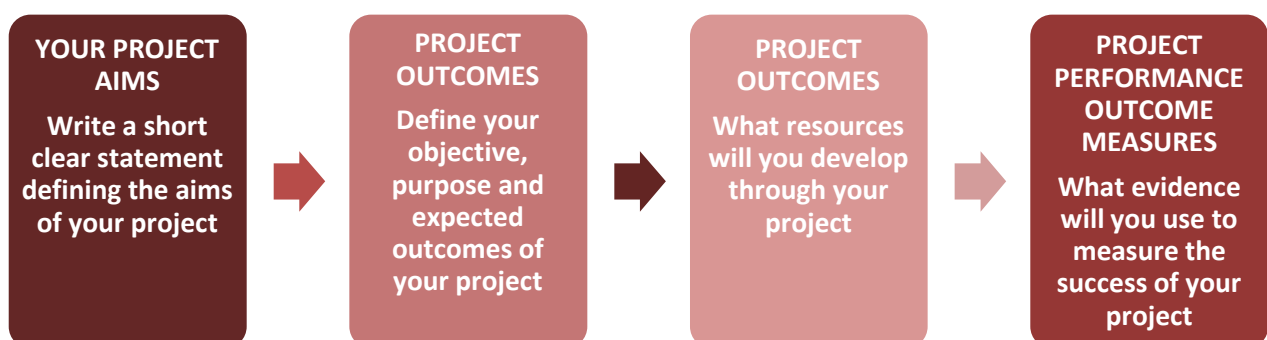 YOUR PROJECT
AIMS
Write a short
clear statement
defining the aims
of your project
PROJECT
OUTCOMES
Define your
objective,
purpose and
expected
outcomes of
your project
PROJECT
OUTCOMES
What resources
will you develop
through your
project
PROJECT
PERFORMANCE
OUTCOME
MEASURES
What evidence
will you use to
measure the
success of your
project